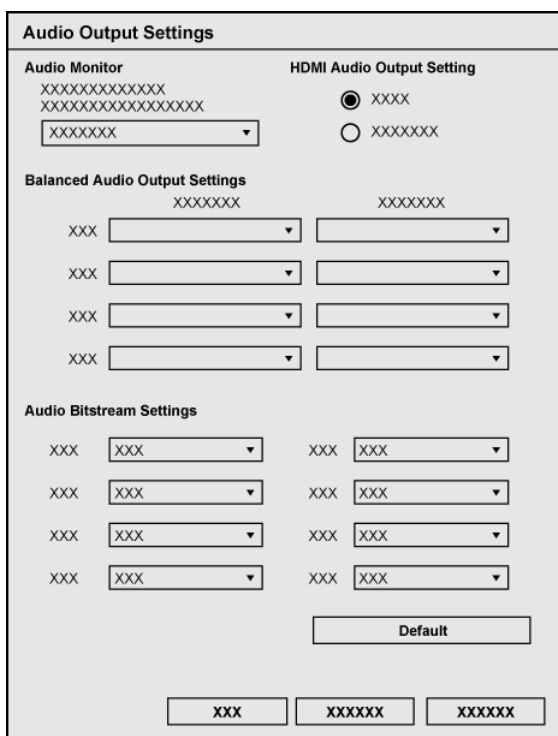 Audio Output Settings
Audio Monitor
HDMI Audio Output Setting
XXXXXXXXXXXXX
XXXXXXXXXXXXXXXXX
XXXXXXX
XXXX
XXXXXXX
Balanced Audio Output Settings
XXXXXXX XXXXXXX
XXX
XXX
XXX
XXX
Audio Bitstream Settings
XXX XXX XXX XXX
XXX XXX XXX XXX
XXX XXX XXX XXX
XXX XXX XXX XXX
Default
XXX XXXXXX XXXXXX